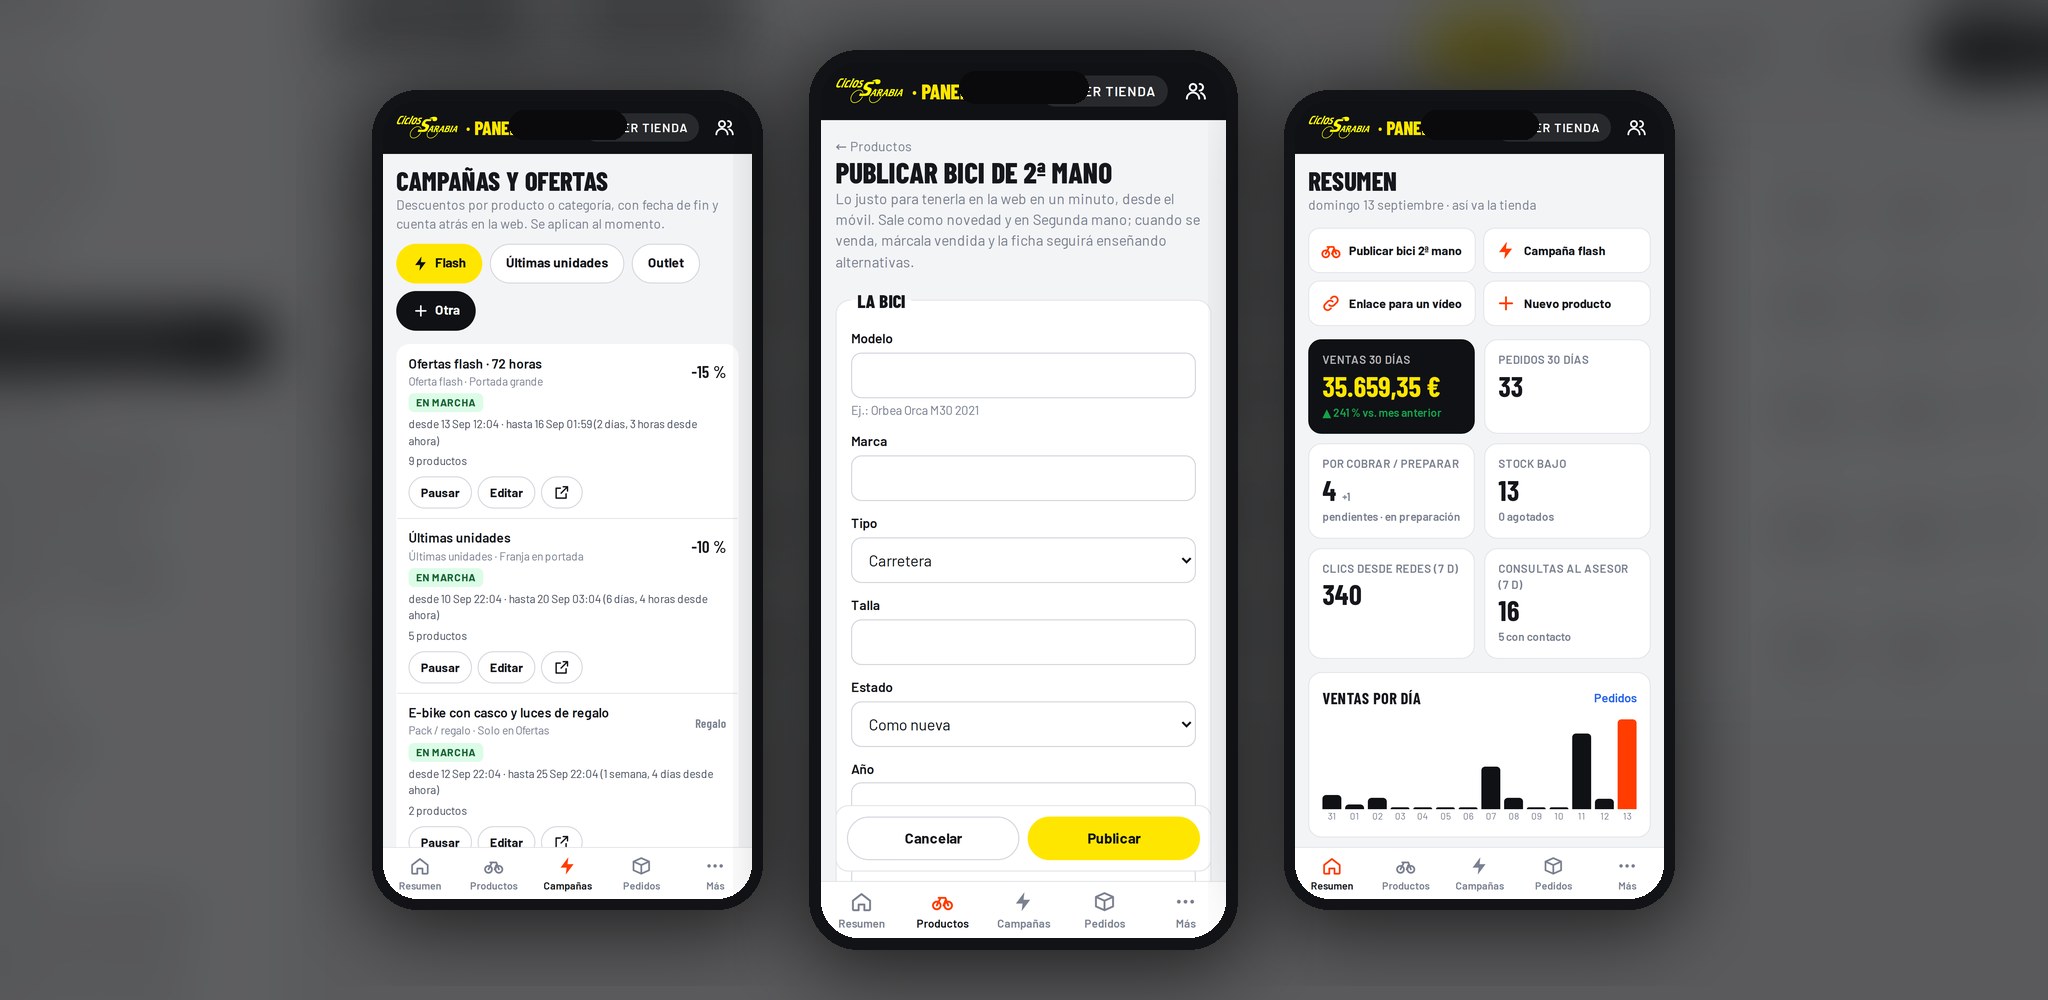 Ciclos Sarabia · PANE
ER TIENDA
CAMPAÑAS Y OFERTAS
Descuentos por producto o categoría, con fecha de fin y
cuenta atrás en la web. Se aplican al momento.
Flash
Últimas unidades
Outlet
+ Otra
Ofertas flash · 72 horas
-15 %
Oferta flash · Portada grande
EN MARCHA
desde 13 Sep 12:04 · hasta 16 Sep 01:59 (2 días, 3 horas desde
ahora)
9 productos
Pausar
Editar
Últimas unidades
-10 %
Últimas unidades · Franja en portada
EN MARCHA
desde 10 Sep 22:04 · hasta 20 Sep 03:04 (6 días, 4 horas desde
ahora)
5 productos
Pausar
Editar
E-bike con casco y luces de regalo
Regalo
Pack / regalo · Solo en Ofertas
EN MARCHA
desde 12 Sep 22:04 · hasta 25 Sep 22:04 (1 semana, 4 días desde
ahora)
2 productos
Pausar
Editar
Resumen
Productos
Campañas
Pedidos
Más
Ciclos Sarabia · PANE
ER TIENDA
← Productos
PUBLICAR BICI DE 2ª MANO
Lo justo para tenerla en la web en un minuto, desde el
móvil. Sale como novedad y en Segunda mano; cuando se
venda, márcala vendida y la ficha seguirá enseñando
alternativas.
LA BICI
Modelo
Ej.: Orbea Orca M30 2021
Marca
Tipo
Carretera
Talla
Estado
Como nueva
Año
Cancelar
Publicar
Resumen
Productos
Campañas
Pedidos
Más
Ciclos Sarabia · PANE
ER TIENDA
RESUMEN
domingo 13 septiembre · así va la tienda
Publicar bici 2ª mano
Campaña flash
Enlace para un vídeo
+ Nuevo producto
VENTAS 30 DÍAS
35.659,35 €
▲ 241 % vs. mes anterior
PEDIDOS 30 DÍAS
33
POR COBRAR / PREPARAR
4 +1
pendientes · en preparación
STOCK BAJO
13
0 agotados
CLICS DESDE REDES (7 D)
340
CONSULTAS AL ASESOR
(7 D)
16
5 con contacto
VENTAS POR DÍA
Pedidos
31 01 02 03 04 05 06 07 08 09 10 11 12 13
Resumen
Productos
Campañas
Pedidos
Más